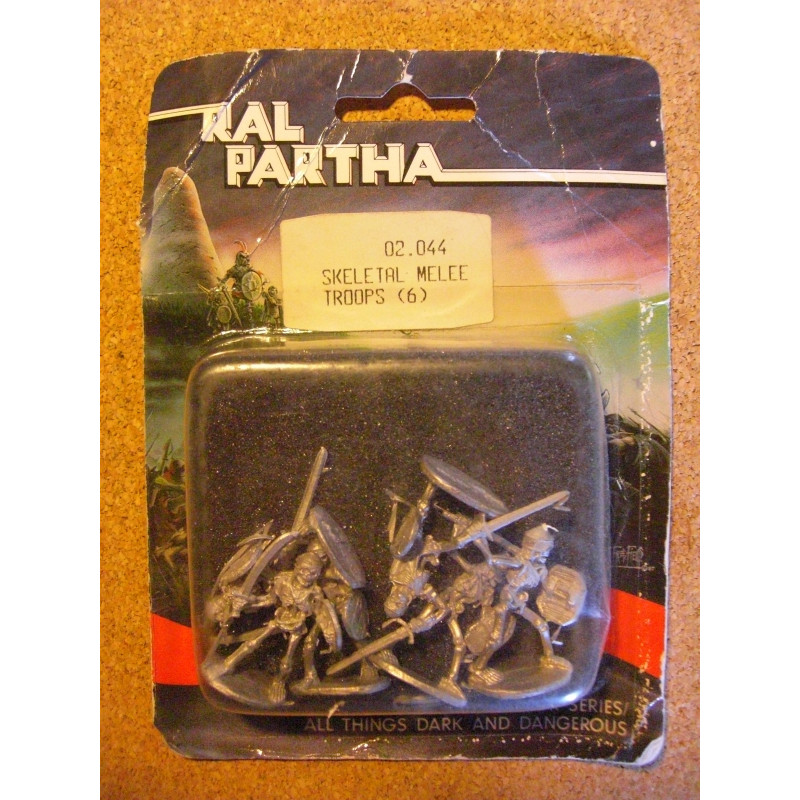 RAL
PARTHA
02.044
SKELETAL MELEE
TROOPS (6)
SERIES/
ALL THINGS DARK AND DANGEROUS